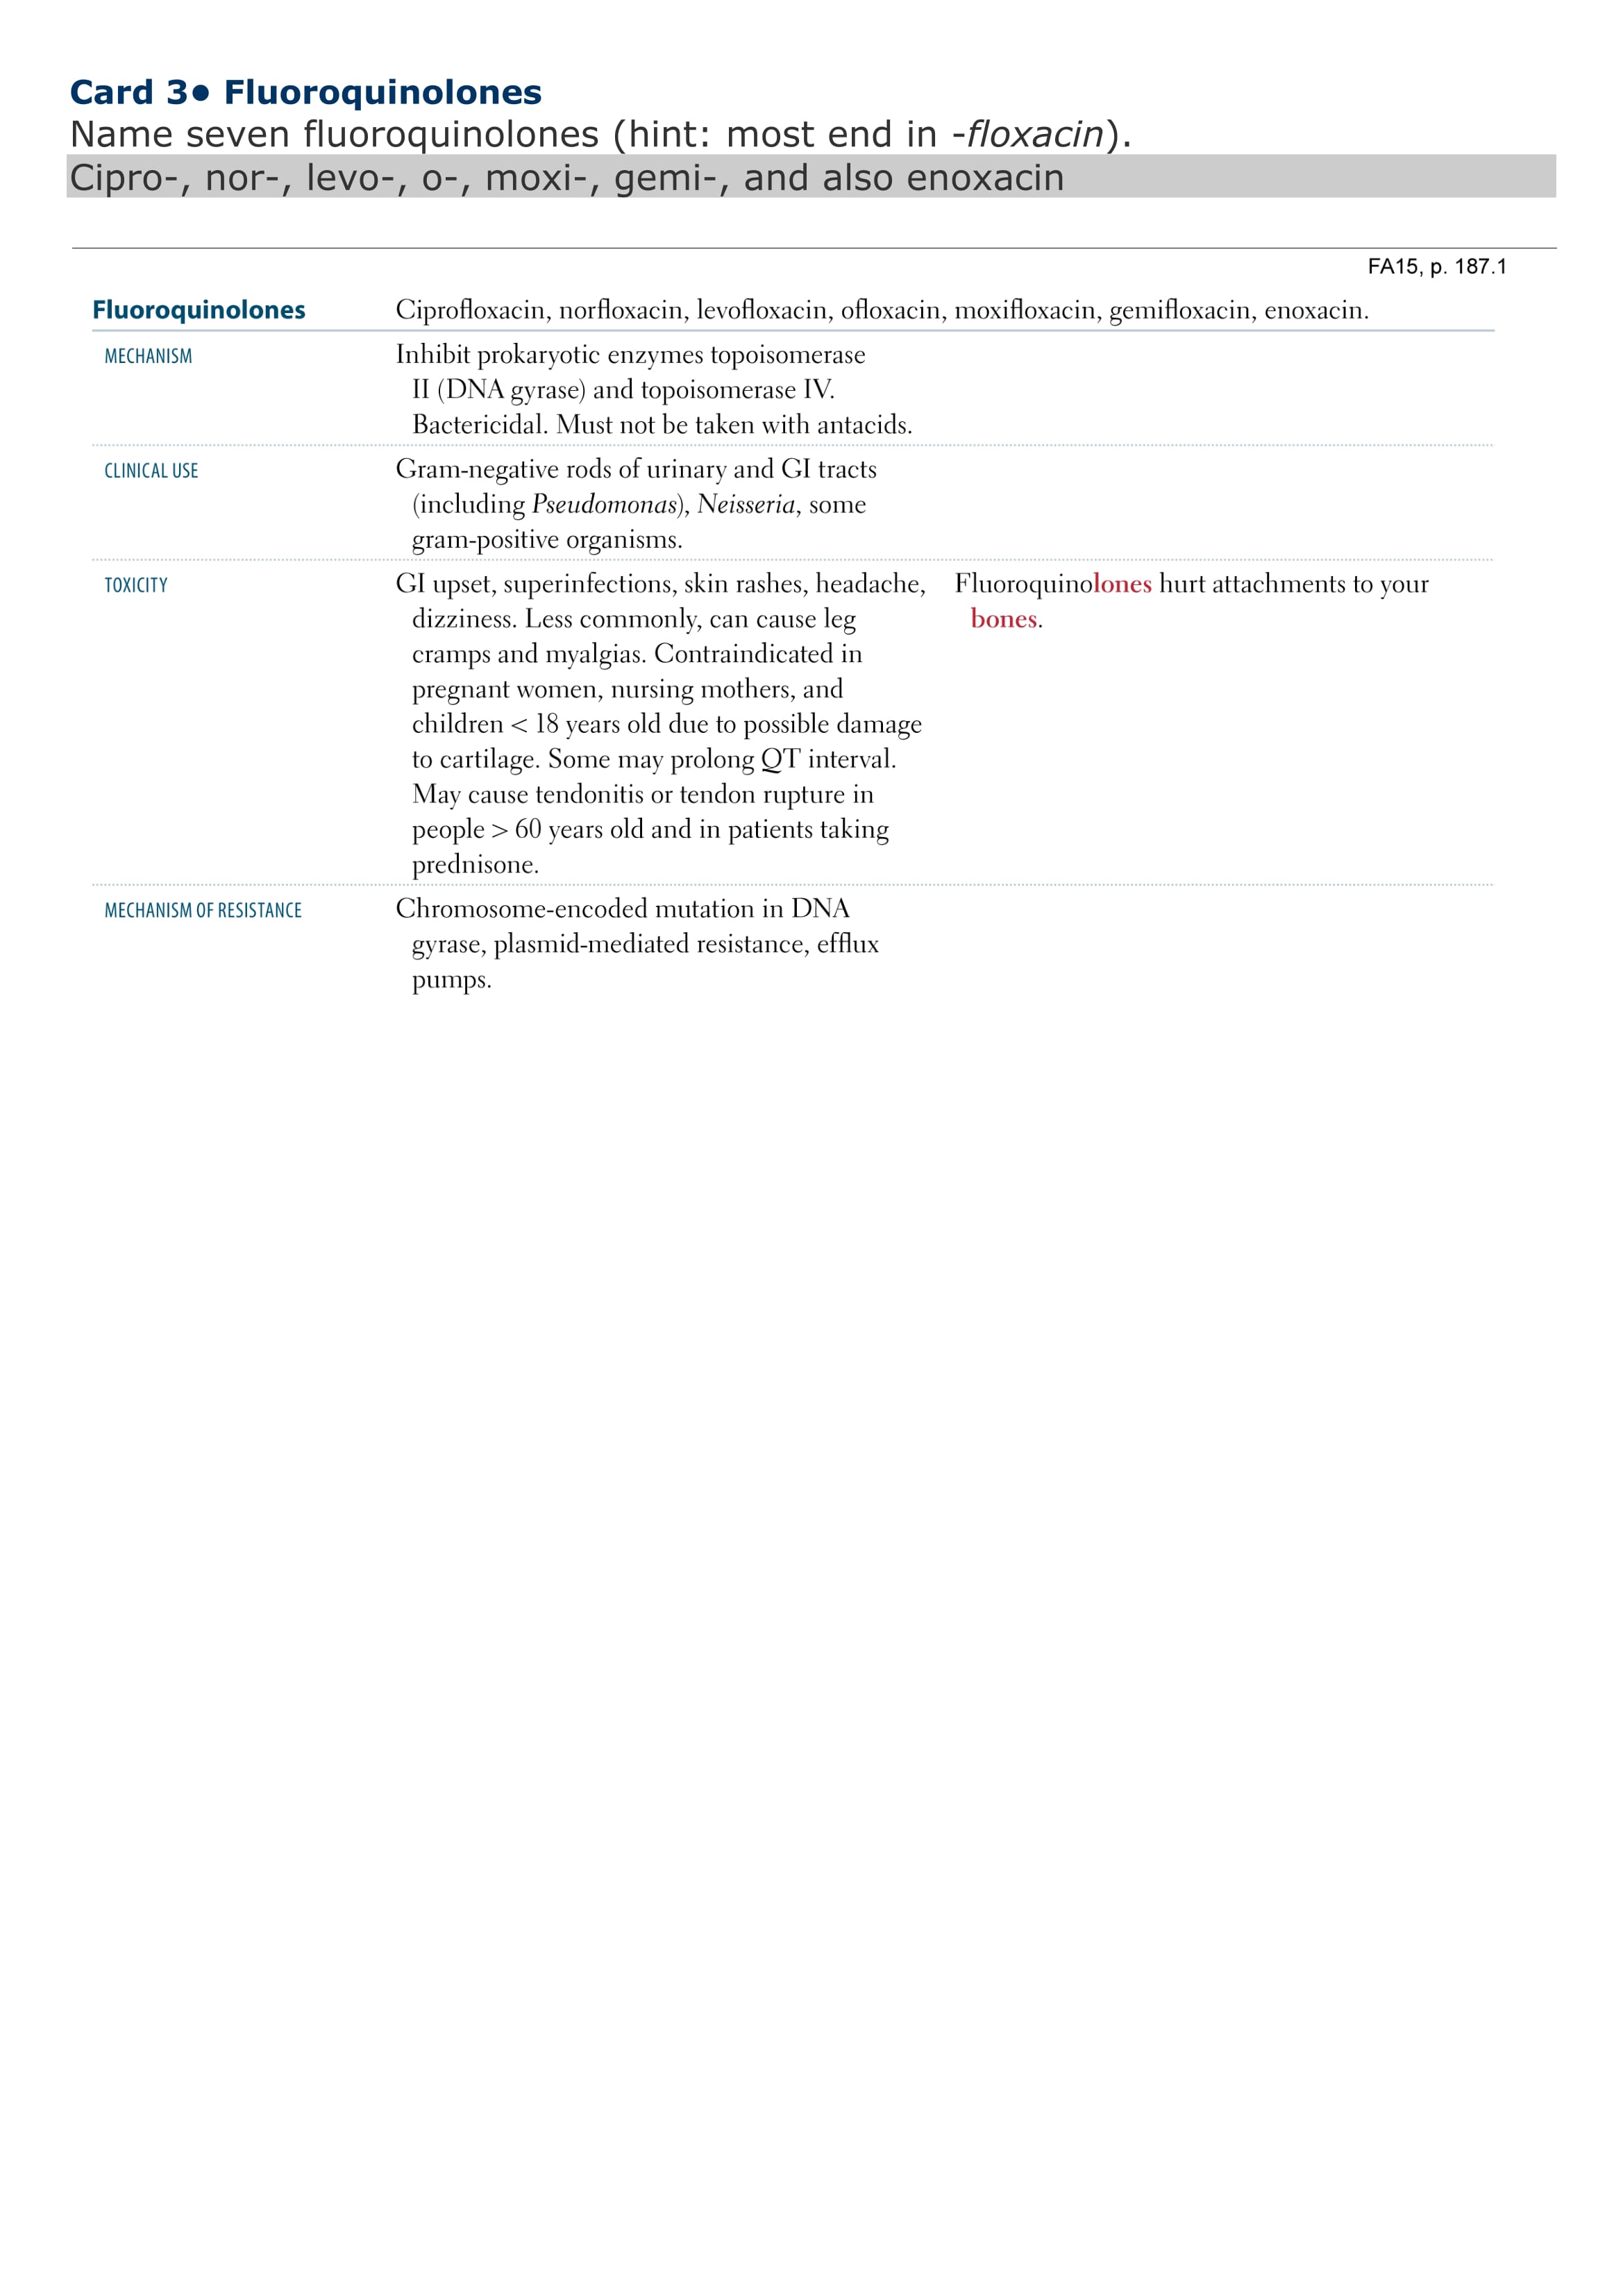 Card 3● Fluoroquinolones
Name seven fluoroquinolones (hint: most end in -floxacin).
Cipro-, nor-, levo-, o-, moxi-, gemi-, and also enoxacin
FA15, p. 187.1
Fluoroquinolones Ciprofloxacin, norfloxacin, levofloxacin, ofloxacin, moxifloxacin, gemifloxacin, enoxacin.
MECHANISM Inhibit prokaryotic enzymes topoisomerase
II (DNA gyrase) and topoisomerase IV.
Bactericidal. Must not be taken with antacids.
CLINICAL USE Gram-negative rods of urinary and GI tracts
(including Pseudomonas), Neisseria, some
gram-positive organisms.
TOXICITY GI upset, superinfections, skin rashes, headache,
dizziness. Less commonly, can cause leg
cramps and myalgias. Contraindicated in
pregnant women, nursing mothers, and
children < 18 years old due to possible damage
to cartilage. Some may prolong QT interval.
May cause tendonitis or tendon rupture in
people > 60 years old and in patients taking
prednisone.
Fluoroquinolones hurt attachments to your
bones.
MECHANISM OF RESISTANCE Chromosome-encoded mutation in DNA
gyrase, plasmid-mediated resistance, efflux
pumps.